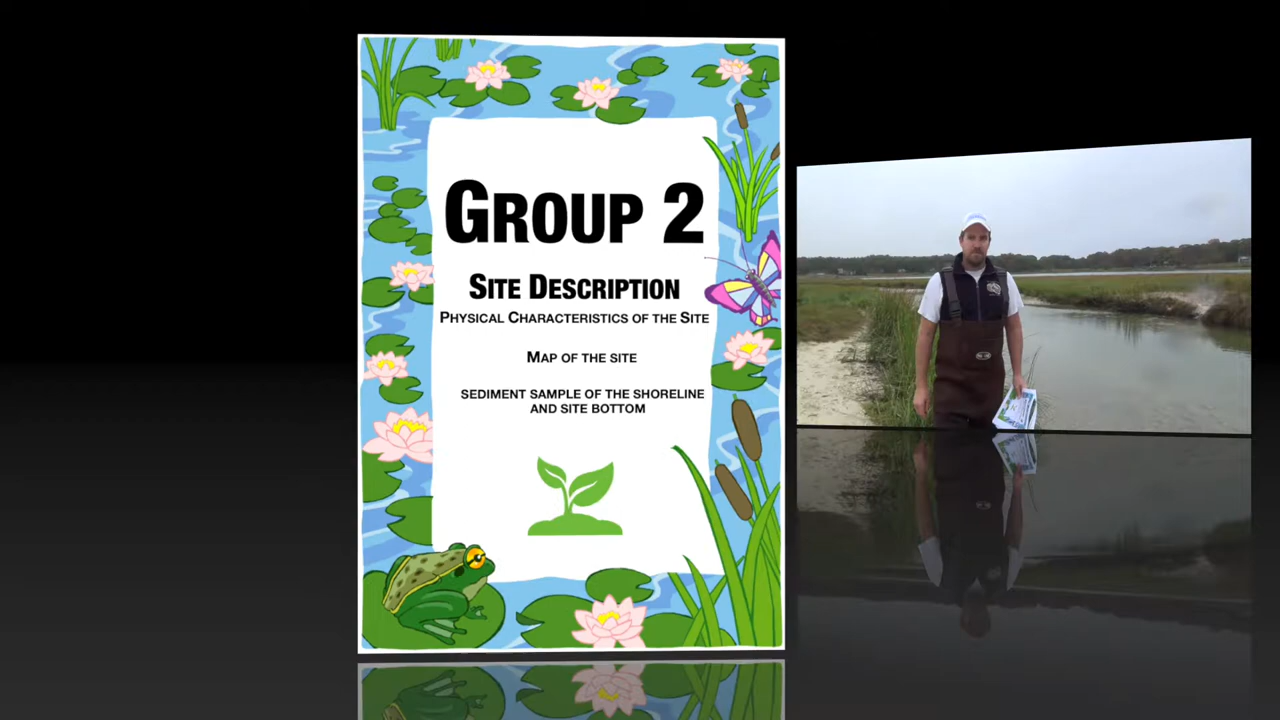 GROUP 2
SITE DESCRIPTION
PHYSICAL CHARACTERISTICS OF THE SITE
MAP OF THE SITE
SEDIMENT SAMPLE OF THE SHORELINE
AND SITE BOTTOM